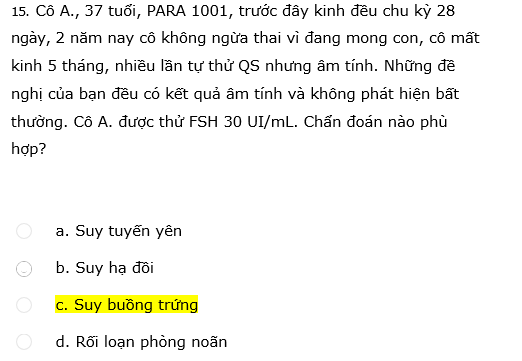 15. Cô A., 37 tuổi, PARA 1001, trước đây kinh đều chu kỳ 28
ngày, 2 năm nay cô không ngừa thai vì đang mong con, cô mất
kinh 5 tháng, nhiều lần tự thử QS nhưng âm tính. Những đề
nghị của bạn đều có kết quả âm tính và không phát hiện bất
thường. Cô A. được thử FSH 30 UI/mL. Chẩn đoán nào phù
hợp?
a. Suy tuyến yên
b. Suy hạ đồi
c. Suy buồng trứng
d. Rối loạn phòng noãn